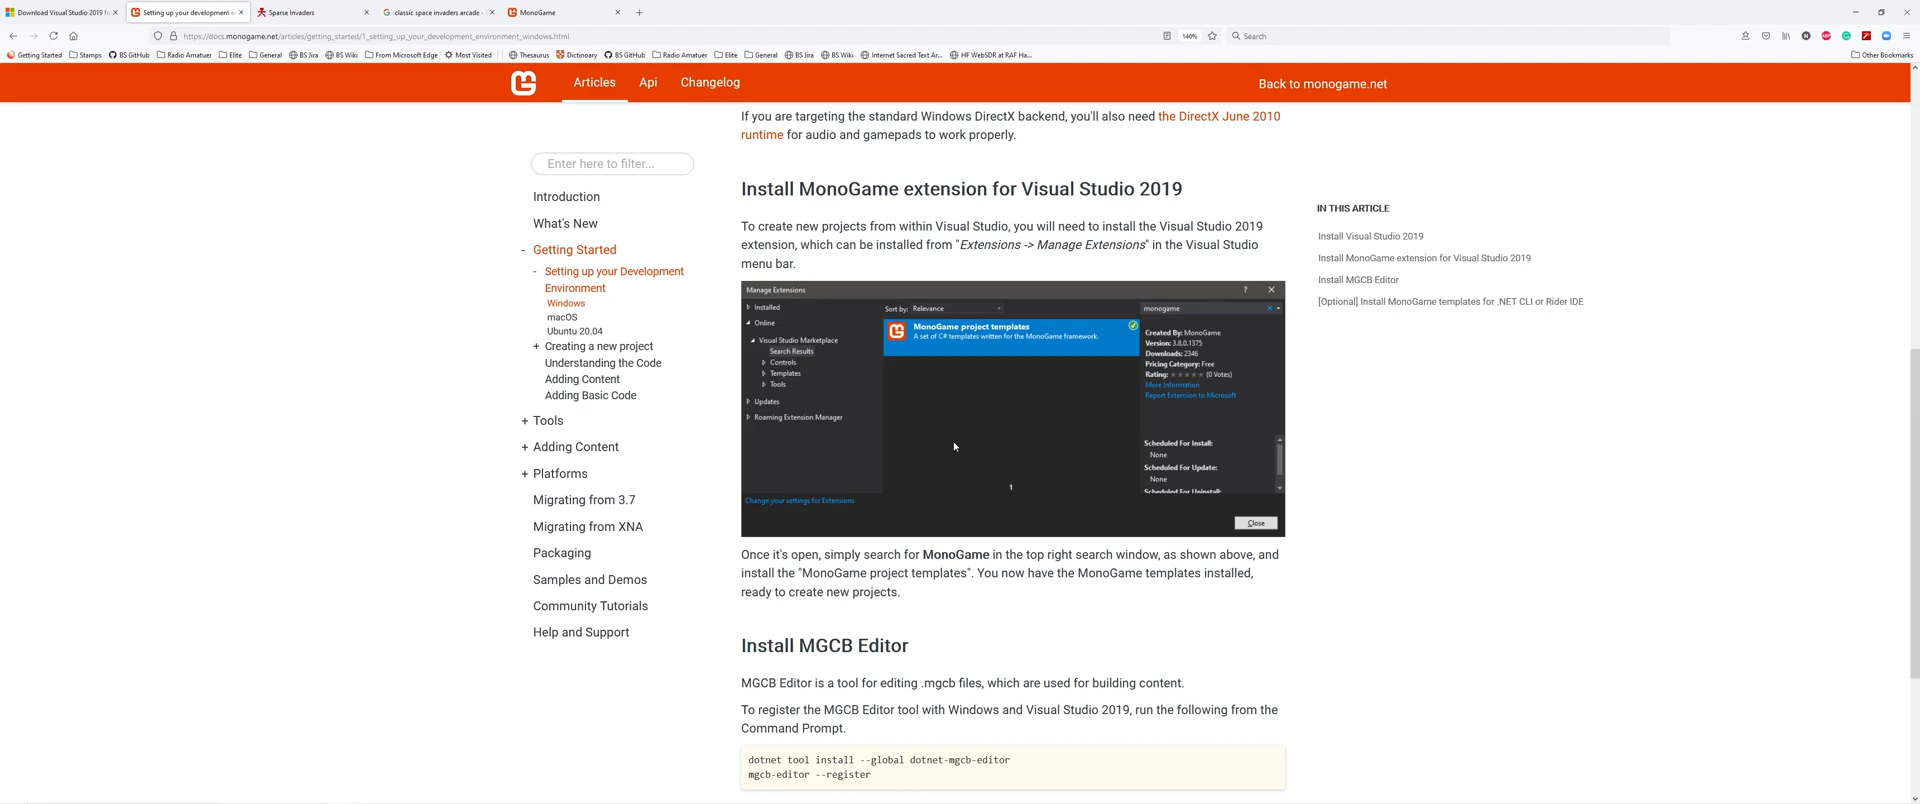 Download Visual Studio 2019 fo
Setting up your development e
Sparse Invaders
classic space invaders arcade -
MonoGame
https://docs.monogame.net/articles/getting_started/1_setting_up_your_development_environment_windows.html
140%
Search
Getting Started
Stamps
BS GitHub
Radio Amatuer
Elite
General
BS Jira
BS Wiki
From Microsoft Edge
Most Visited
Thesaurus
Dictionary
BS GitHub
Radio Amatuer
Elite
General
BS Jira
BS Wiki
Internet Sacred Text Ar...
HF WebSDR at RAF Ha...
Other Bookmarks
Articles
Api
Changelog
Back to monogame.net
Enter here to filter...
Introduction
What's New
- Getting Started
- Setting up your Development
Environment
Windows
macOS
Ubuntu 20.04
+ Creating a new project
Understanding the Code
Adding Content
Adding Basic Code
+ Tools
+ Adding Content
+ Platforms
Migrating from 3.7
Migrating from XNA
Packaging
Samples and Demos
Community Tutorials
Help and Support
If you are targeting the standard Windows DirectX backend, you'll also need the DirectX June 2010
runtime for audio and gamepads to work properly.
Install MonoGame extension for Visual Studio 2019
To create new projects from within Visual Studio, you will need to install the Visual Studio 2019
extension, which can be installed from "Extensions -> Manage Extensions" in the Visual Studio
menu bar.
Manage Extensions
? 
Installed
Online
Visual Studio Marketplace
Search Results
Controls
Templates
Tools
Updates
Roaming Extension Manager
Change your settings for Extensions
Sort by: Relevance
MonoGame project templates
A set of C# templates written for the MonoGame framework.
1
monogame
Created By: MonoGame
Version: 3.8.0.1375
Downloads: 2346
Pricing Category: Free
Rating: (0 Votes)
More Information
Report Extension to Microsoft
Scheduled For Install:
None
Scheduled For Update:
None
Scheduled For Uninstall:
Close
Once it's open, simply search for MonoGame in the top right search window, as shown above, and
install the "MonoGame project templates". You now have the MonoGame templates installed,
ready to create new projects.
Install MGCB Editor
MGCB Editor is a tool for editing .mgcb files, which are used for building content.
To register the MGCB Editor tool with Windows and Visual Studio 2019, run the following from the
Command Prompt.
dotnet tool install --global dotnet-mgcb-editor
mgcb-editor --register
IN THIS ARTICLE
Install Visual Studio 2019
Install MonoGame extension for Visual Studio 2019
Install MGCB Editor
[Optional] Install MonoGame templates for .NET CLI or Rider IDE